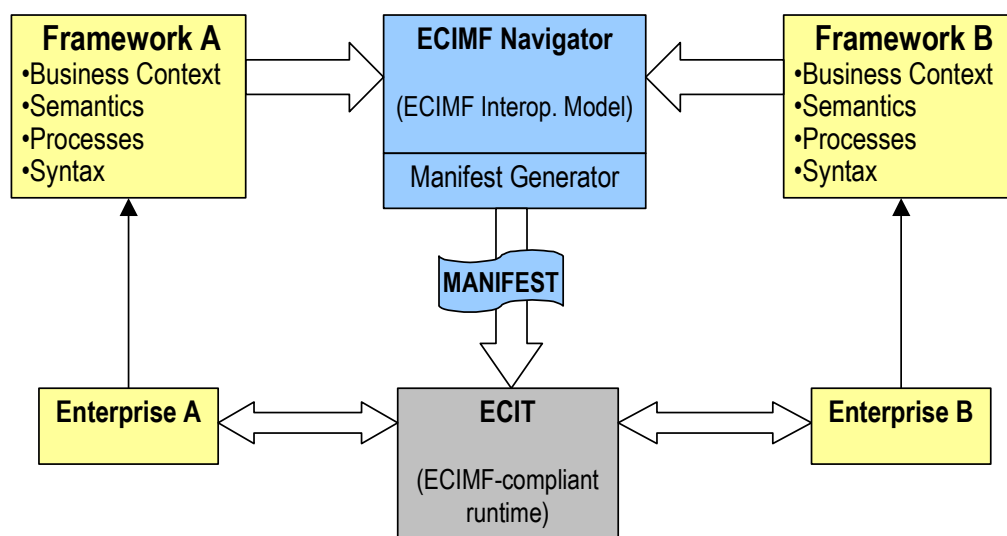 Framework A
•Business Context
•Semantics
•Processes
•Syntax
ECIMF Navigator
(ECIMF Interop. Model)
Manifest Generator
Framework B
•Business Context
•Semantics
•Processes
•Syntax
MANIFEST
Enterprise A
ECIT
(ECIMF-compliant
runtime)
Enterprise B